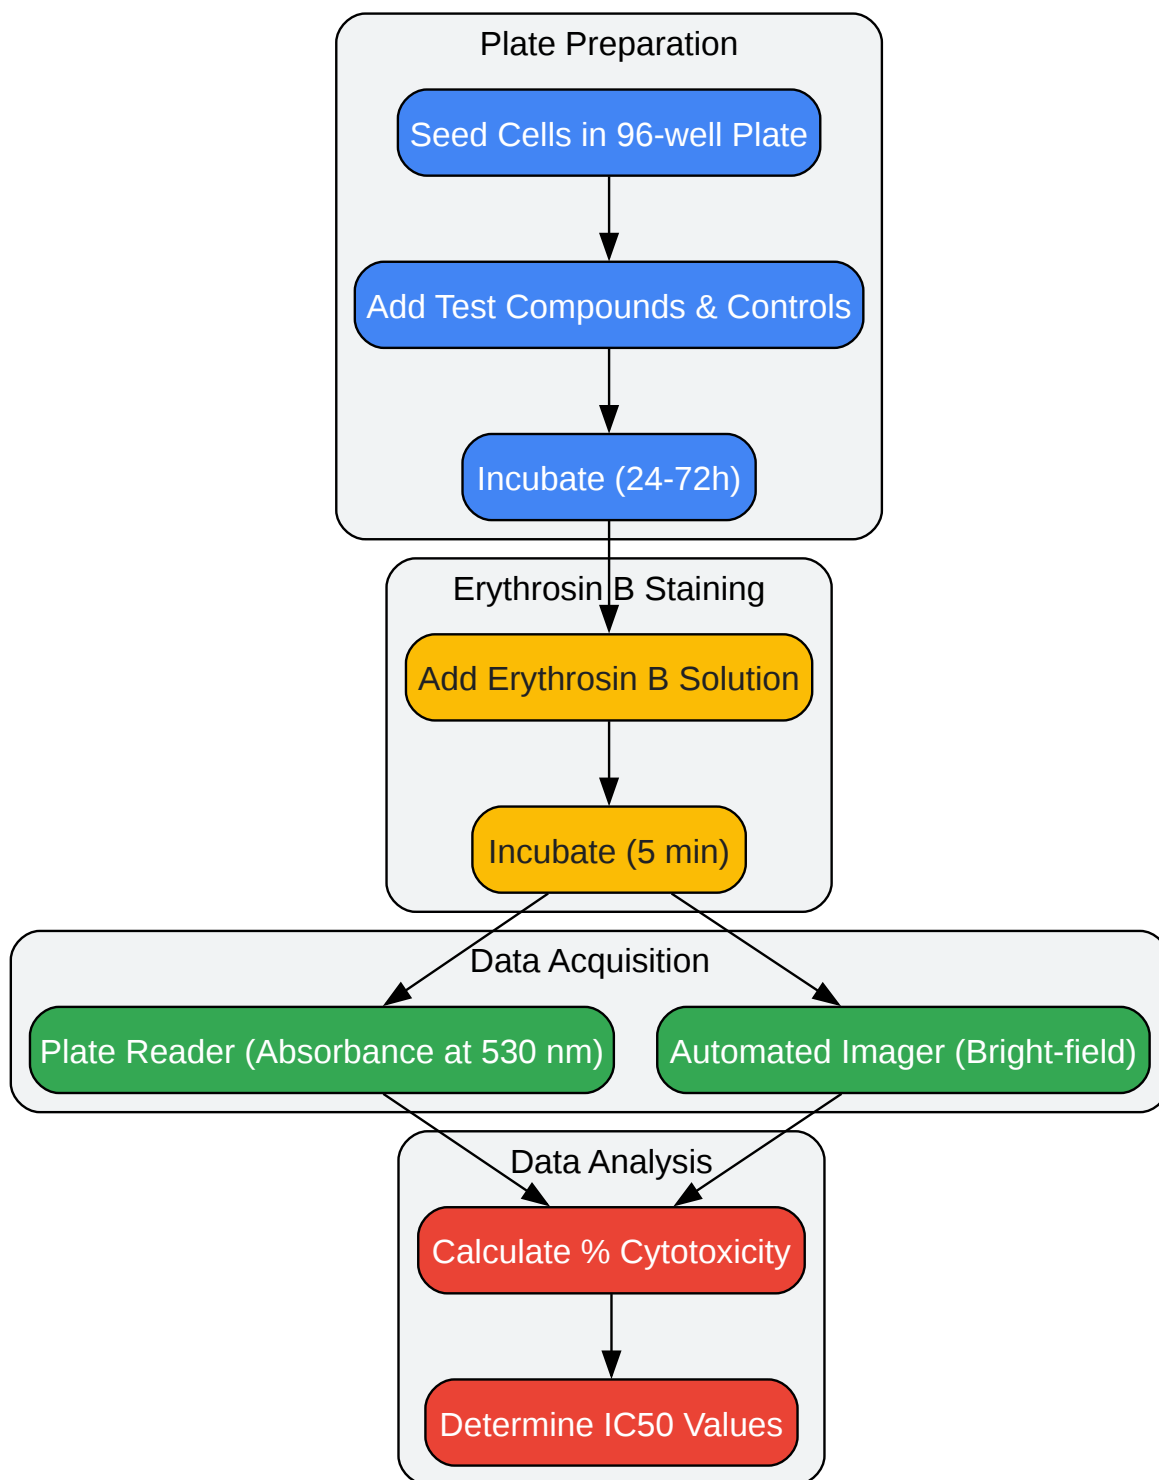 Plate Preparation
Seed Cells in 96-well Plate
Add Test Compounds & Controls
Incubate (24-72h)
Erythrosin B Staining
Add Erythrosin B Solution
Incubate (5 min)
Data Acquisition
Plate Reader (Absorbance at 530 nm)
Automated Imager (Bright-field)
Data Analysis
Calculate % Cytotoxicity
Determine IC50 Values